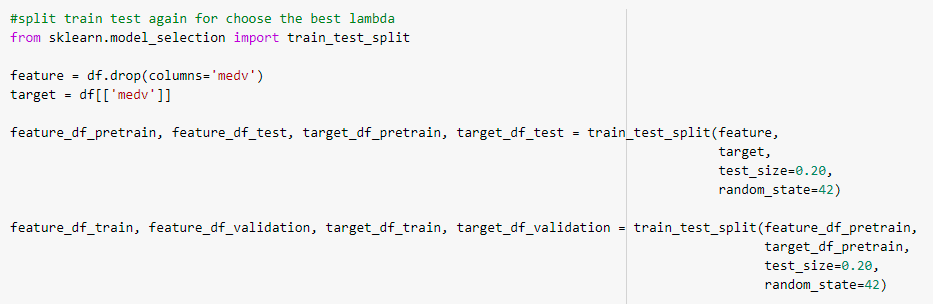 #split train test again for choose the best lambda
from sklearn.model_selection import train_test_split
feature = df.drop(columns='medv')
target = df[['medv']]
feature_df_pretrain, feature_df_test, target_df_pretrain, target_df_test = train_test_split(feature,
target,
test_size=0.20,
random_state=42)
feature_df_train, feature_df_validation, target_df_train, target_df_validation = train_test_split(feature_df_pretrain,
target_df_pretrain,
test_size=0.20,
random_state=42)